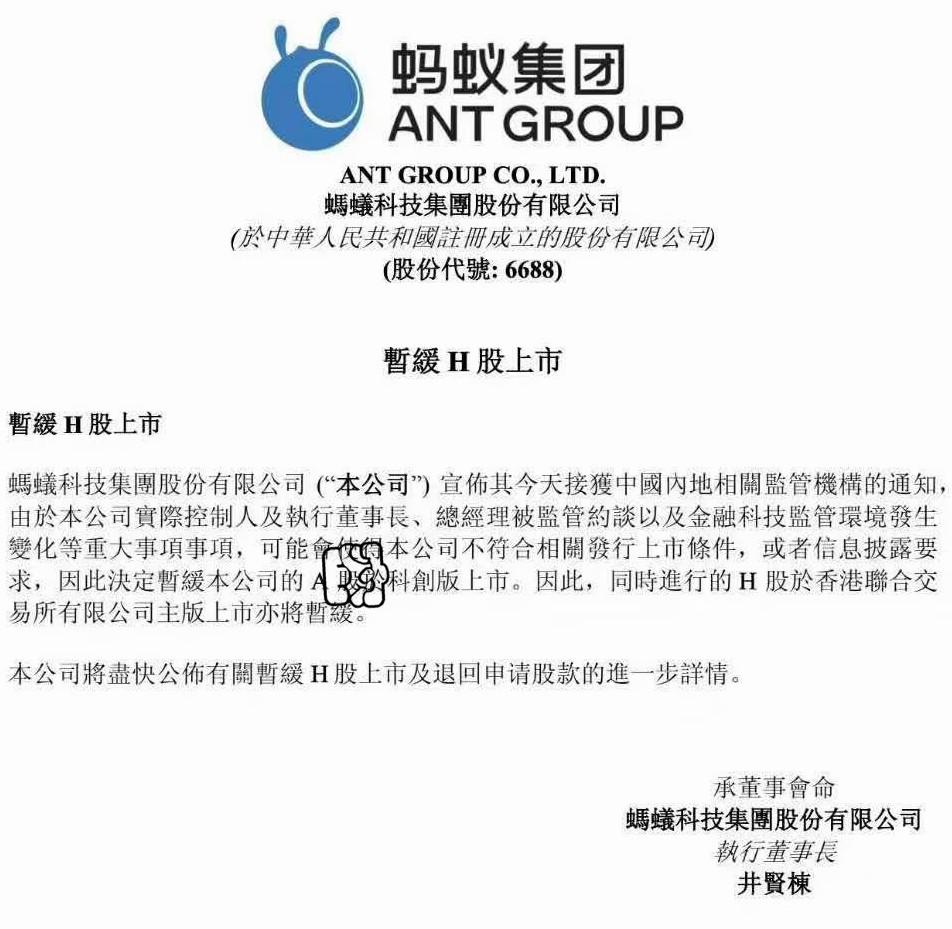 蚂蚁集团
ANT GROUP
ANT GROUP CO., LTD.
螞蟻科技集團股份有限公司
(於中華人民共和國註冊成立的股份有限公司)
(股份代號: 6688)
暫緩 H 股上市
暫緩 H 股上市
螞蟻科技集團股份有限公司 (“本公司”) 宣佈其今天接獲中國內地相關監管機構的通知，
由於本公司實際控制人及執行董事長、總經理被監管約談以及金融科技監管環境發生
變化等重大事項事項，可能會使得本公司不符合相關發行上市條件，或者信息披露要
求，因此決定暫緩本公司的 A 股於科創版上市。因此，同時進行的 H 股於香港聯合交
易所有限公司主版上市亦將暫緩。
本公司將盡快公佈有關暫緩 H 股上市及退回申请股款的進一步詳情。
承董事會命
螞蟻科技集團股份有限公司
執行董事長
井賢棟